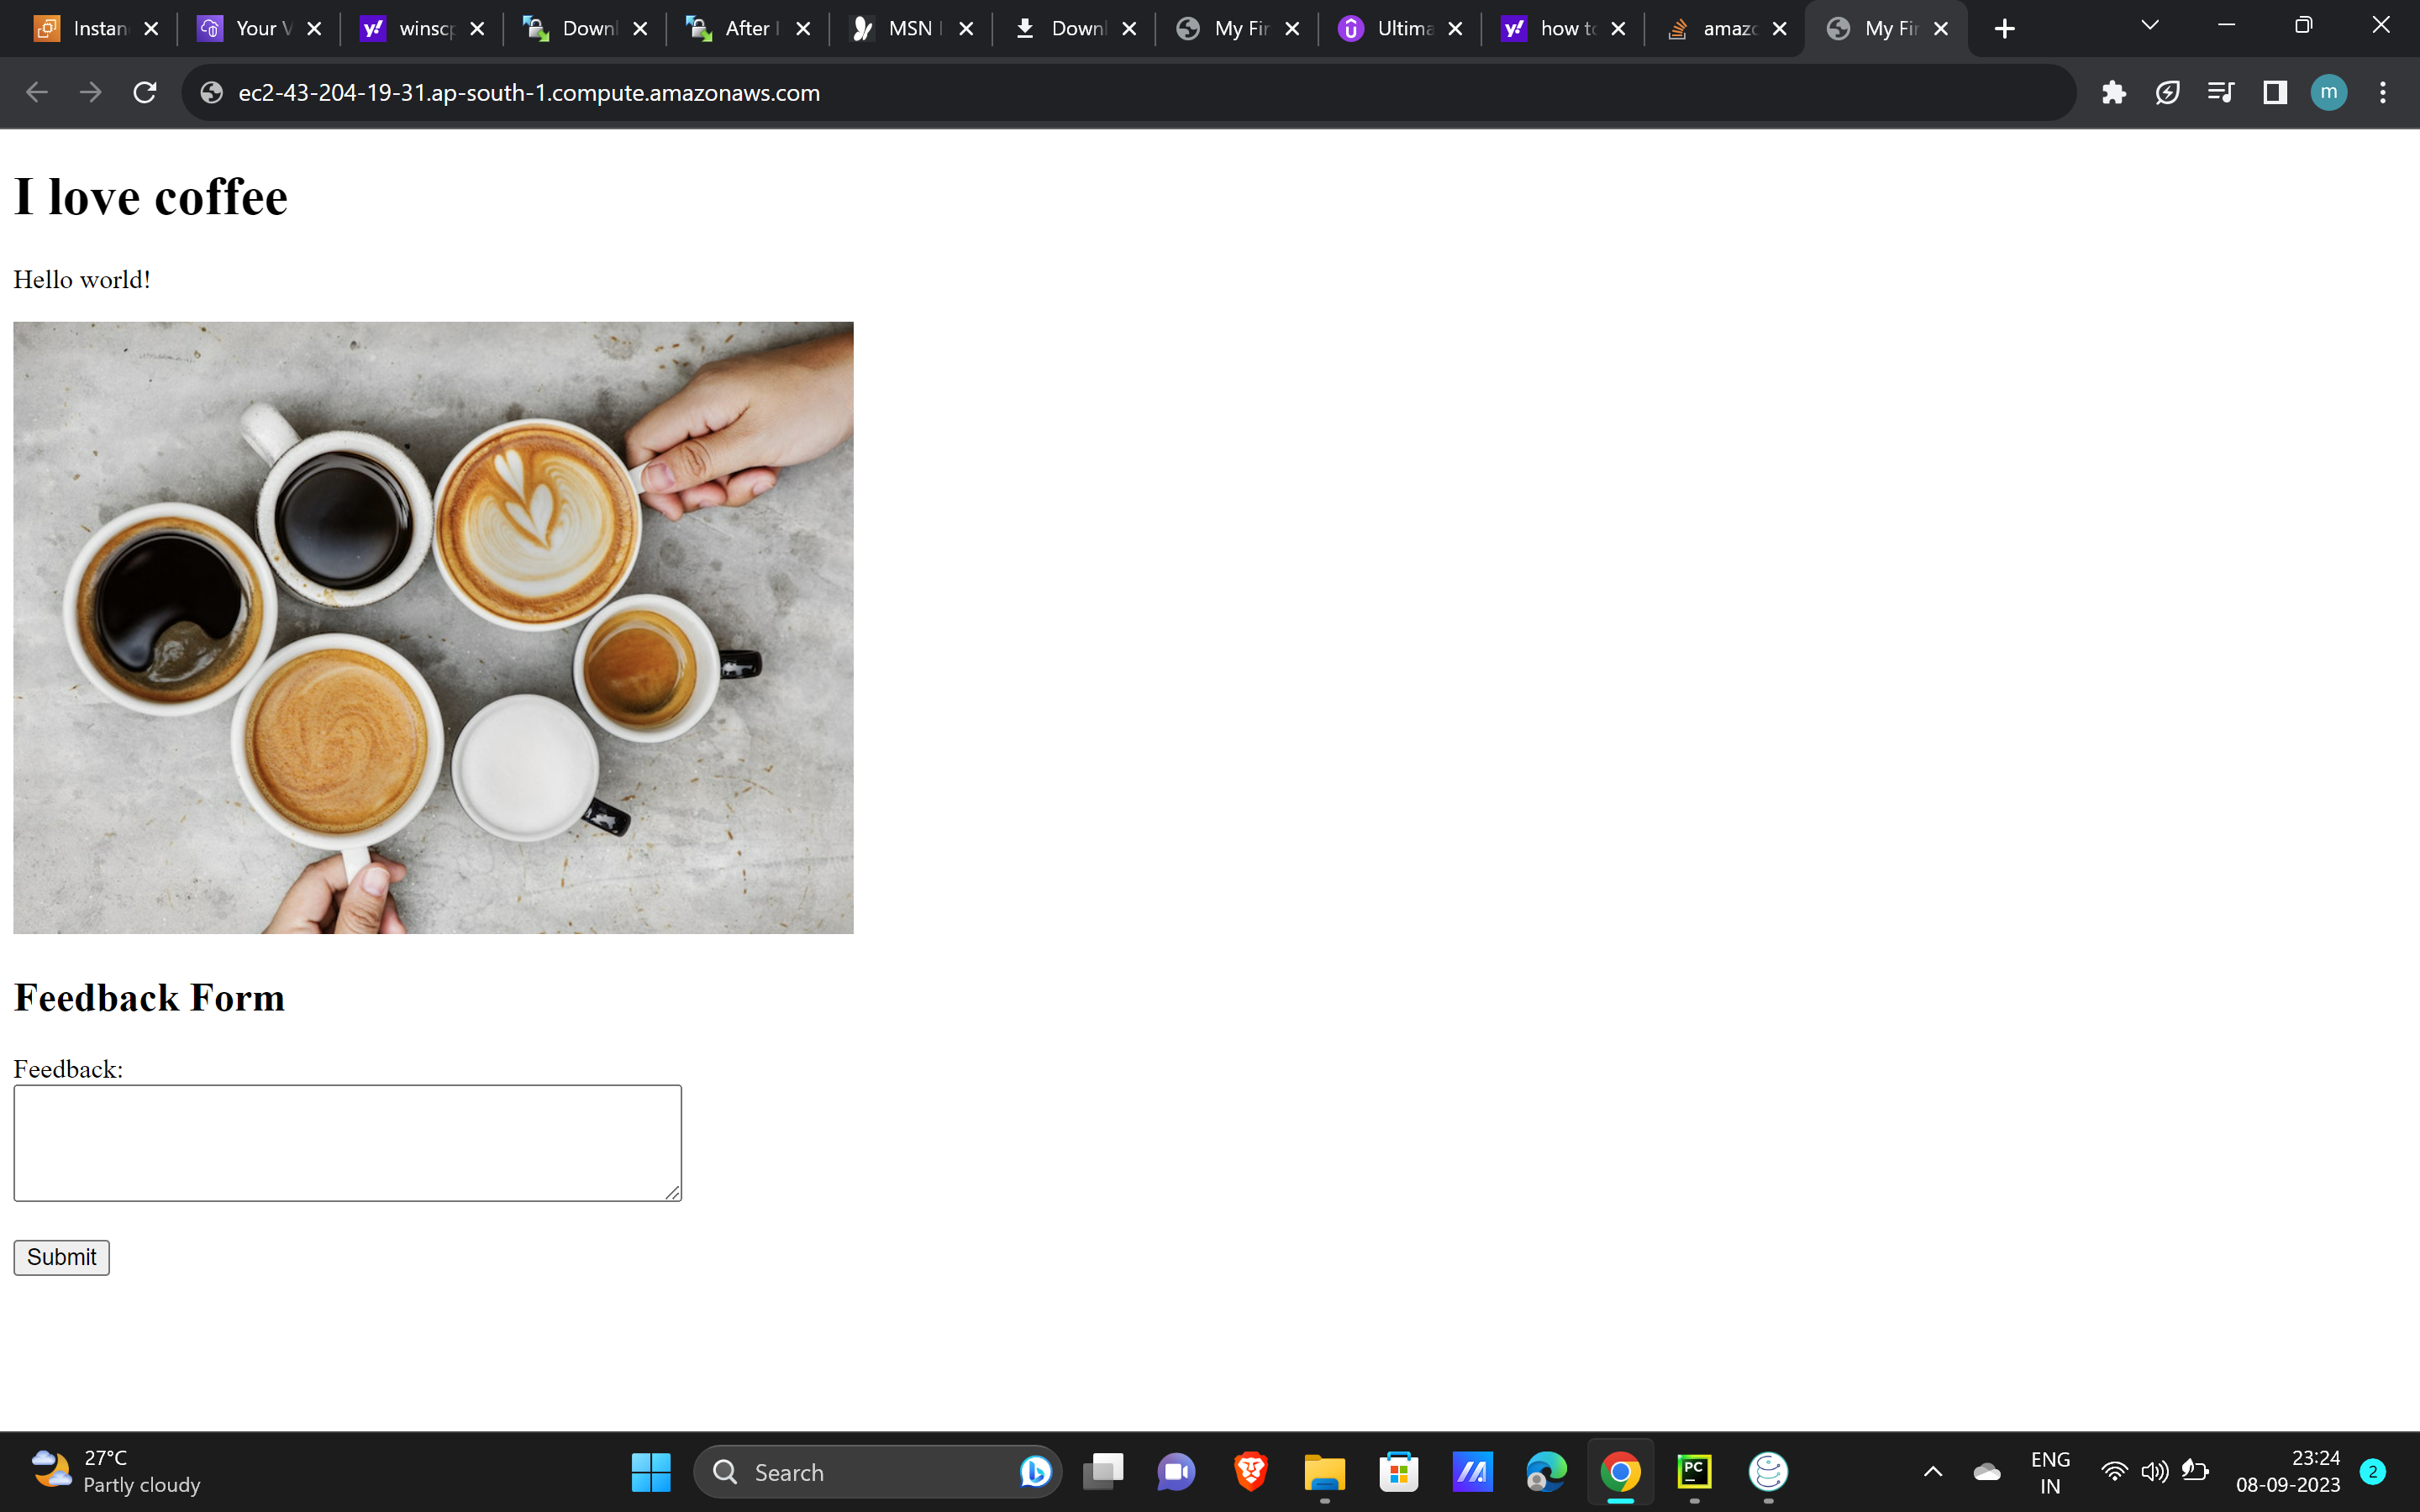 Instan
Your V
winscp
Downl
After I
MSN
Downl
My Fir
Ultima
how to
amazo
My Fir
ec2-43-204-19-31.ap-south-1.compute.amazonaws.com
m
I love coffee
Hello world!
Feedback Form
Feedback:
Submit
27°C
Partly cloudy
Search
PC
ENG
IN
23:24
08-09-2023
2